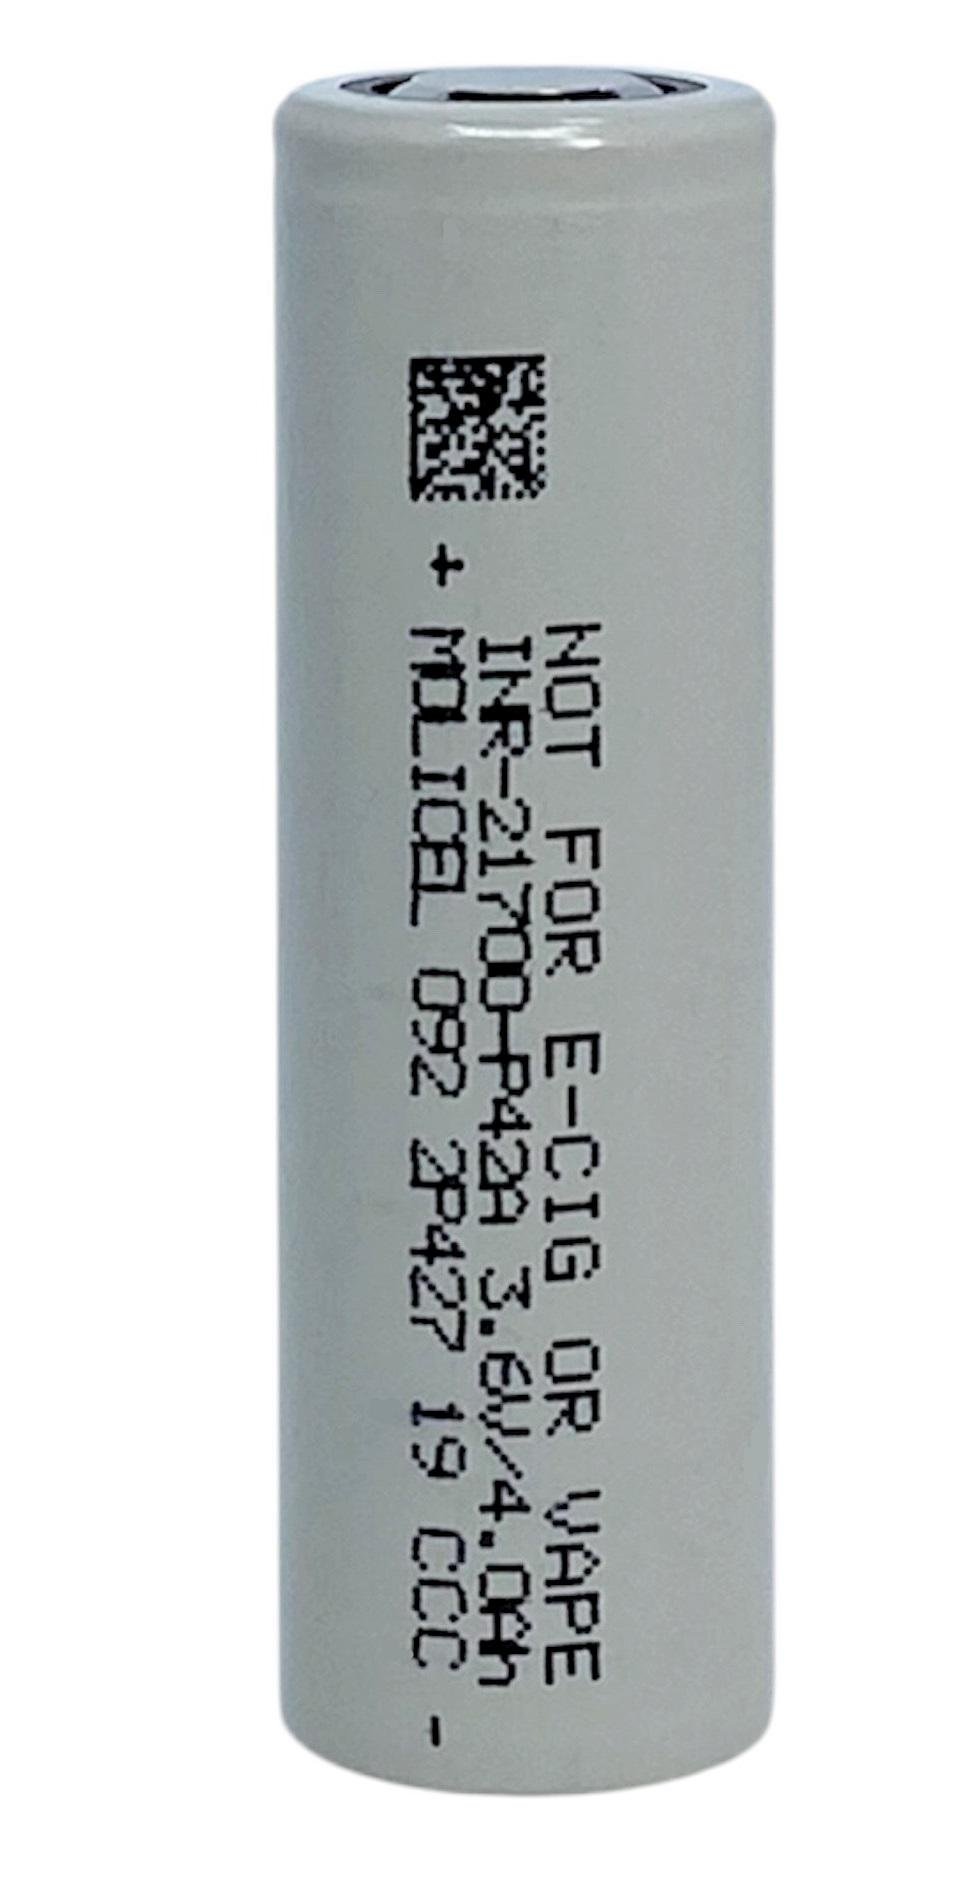 NOT FOR E-CIG OR VAPE
INR-21700-P42A 3.6V/4.0Ah
+ MOLICEL 092 2P427 19 CCC -